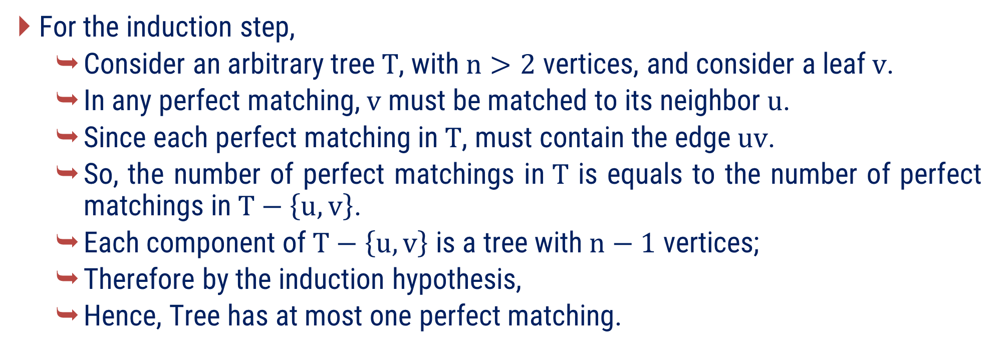 For the induction step,
Consider an arbitrary tree T, with n > 2 vertices, and consider a leaf v.
In any perfect matching, v must be matched to its neighbor u.
Since each perfect matching in T, must contain the edge uv.
So, the number of perfect matchings in T is equals to the number of perfect
matchings in T − {u, v}.
Each component of T − {u, v} is a tree with n − 1 vertices;
Therefore by the induction hypothesis,
Hence, Tree has at most one perfect matching.